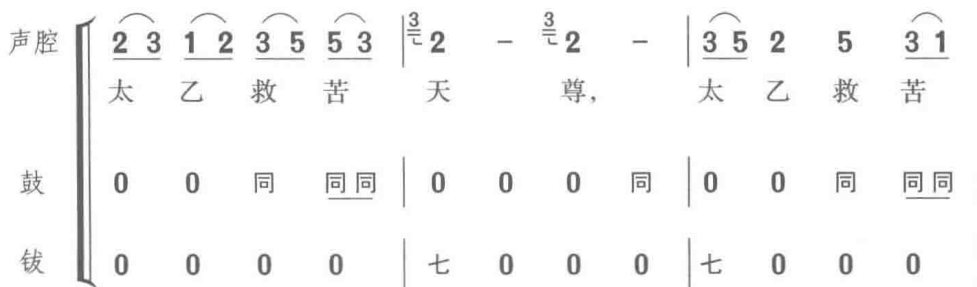 声腔 2 3 1 2 3 5 5 3 | 3 2 - 3 2 - | 3 5 2 5 3 1
太 乙 救 苦 天 尊, 太 乙 救 苦
鼓 0 0 同 同同 | 0 0 0 同 | 0 0 同 同同
钹 0 0 0 0 | 七 0 0 0 | 七 0 0 0